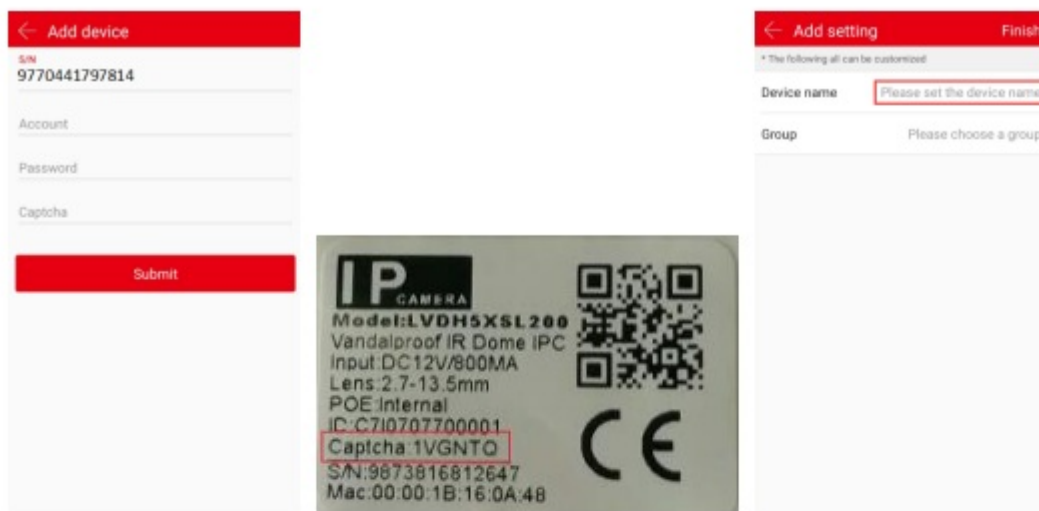 ← Add device
S/N
9770441797814
Account
Password
Captcha
Submit
IP
CAMERA
Model:LVDH5XSL200
Vandalproof IR Dome IPC
Input:DC12V/800MA
Lens:2.7-13.5mm
POE:Internal
ID:C7I0707700001
Captcha:1VGNTQ
S/N:9873816812647
Mac:00:00:1B:16:0A:48
CE
← Add setting
Finish
* The following all can be customized
Device name
Please set the device name
Group
Please choose a group